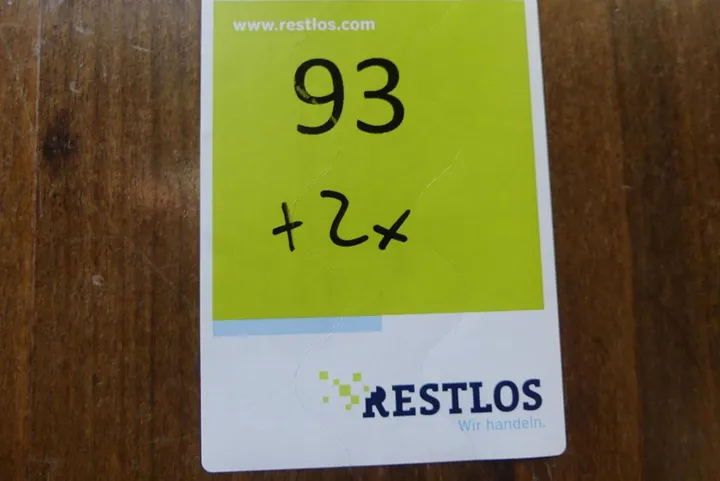 www.restlos.com
93
+2x
RESTLOS
Wir handeln.